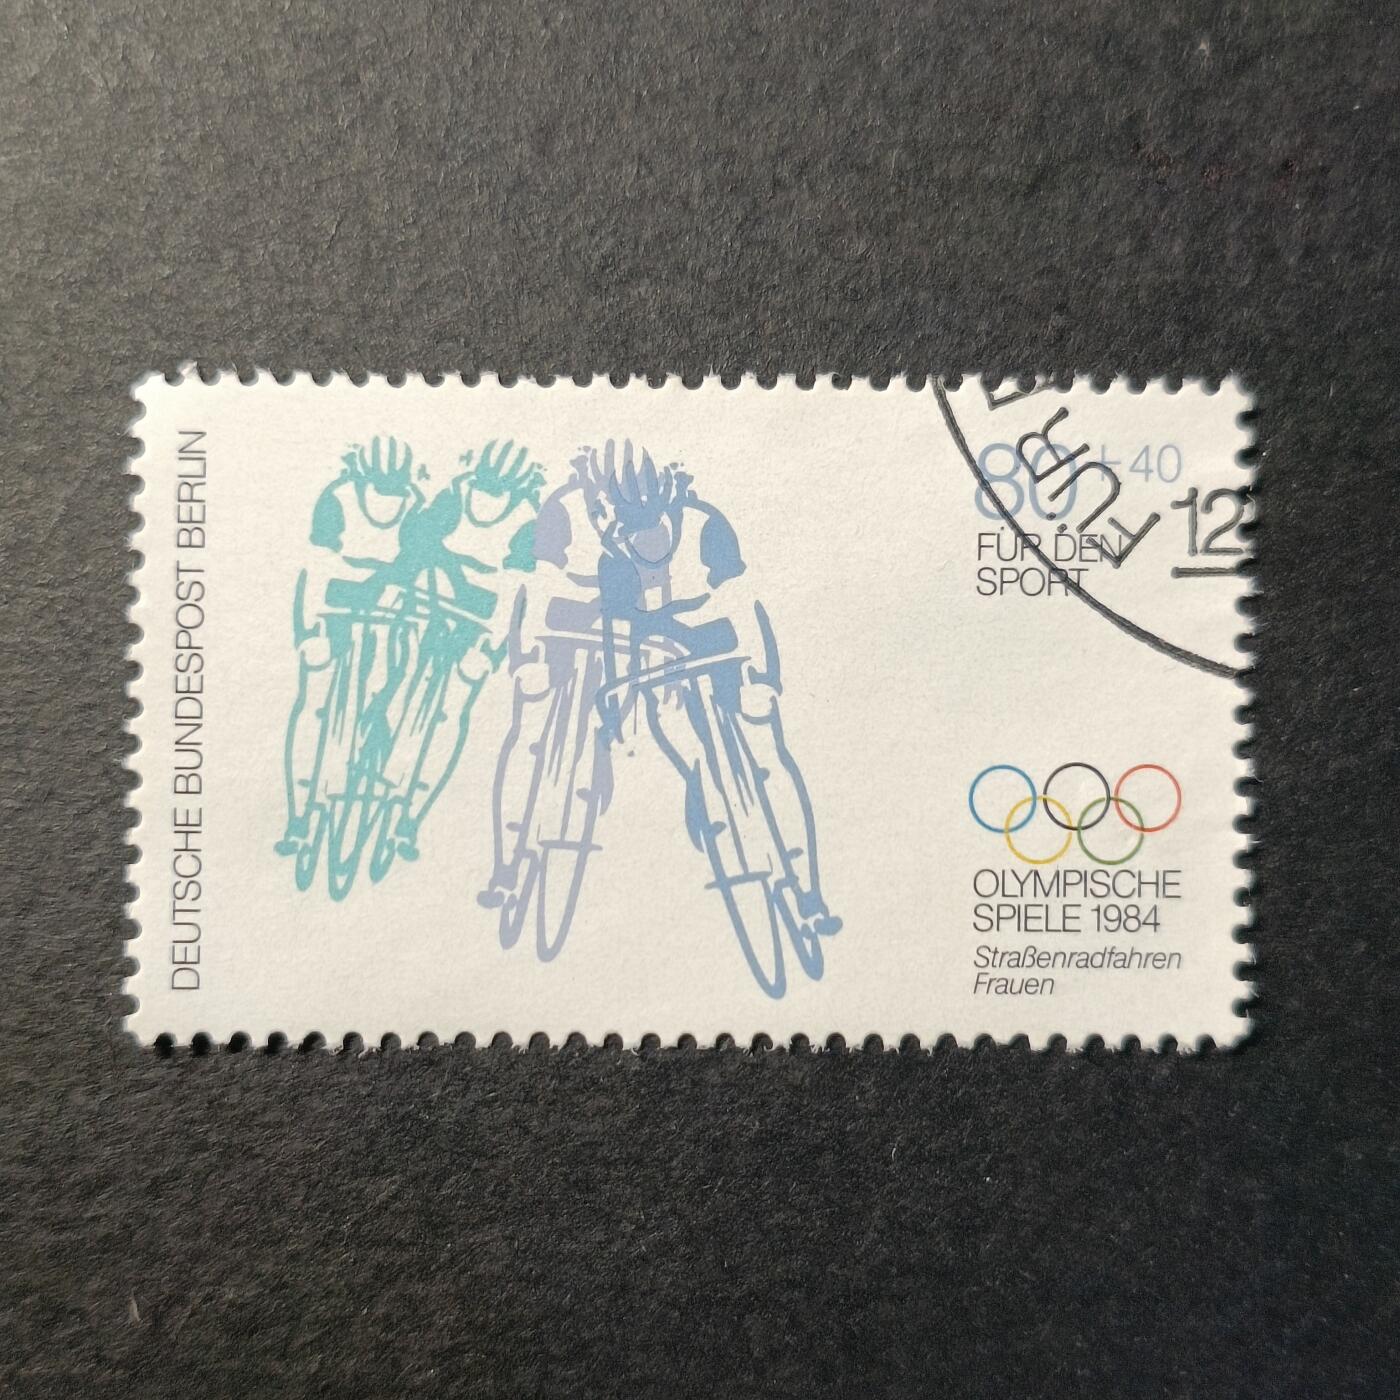 DEUTSCHE BUNDESPOST BERLIN
80 +40
FÜR DEN
SPORT
12
OLYMPISCHE
SPIELE 1984
Straßenradfahren
Frauen